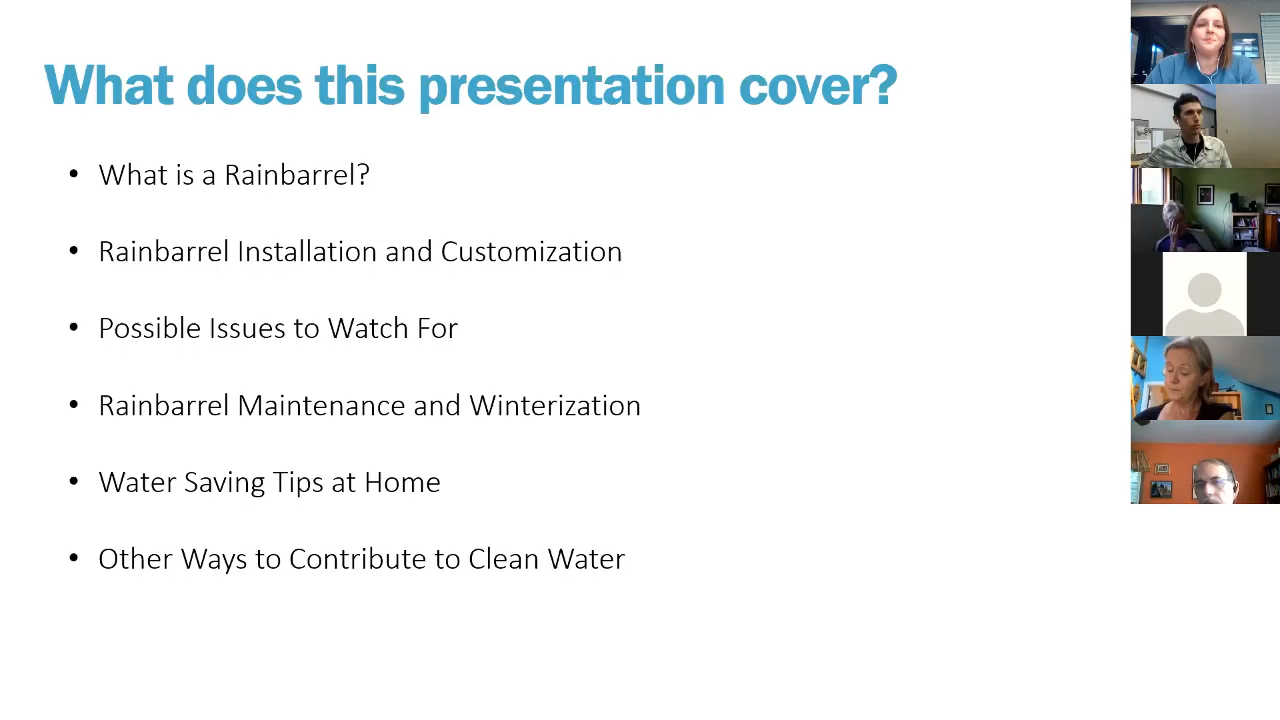 What does this presentation cover?
• What is a Rainbarrel?
• Rainbarrel Installation and Customization
• Possible Issues to Watch For
• Rainbarrel Maintenance and Winterization
• Water Saving Tips at Home
• Other Ways to Contribute to Clean Water